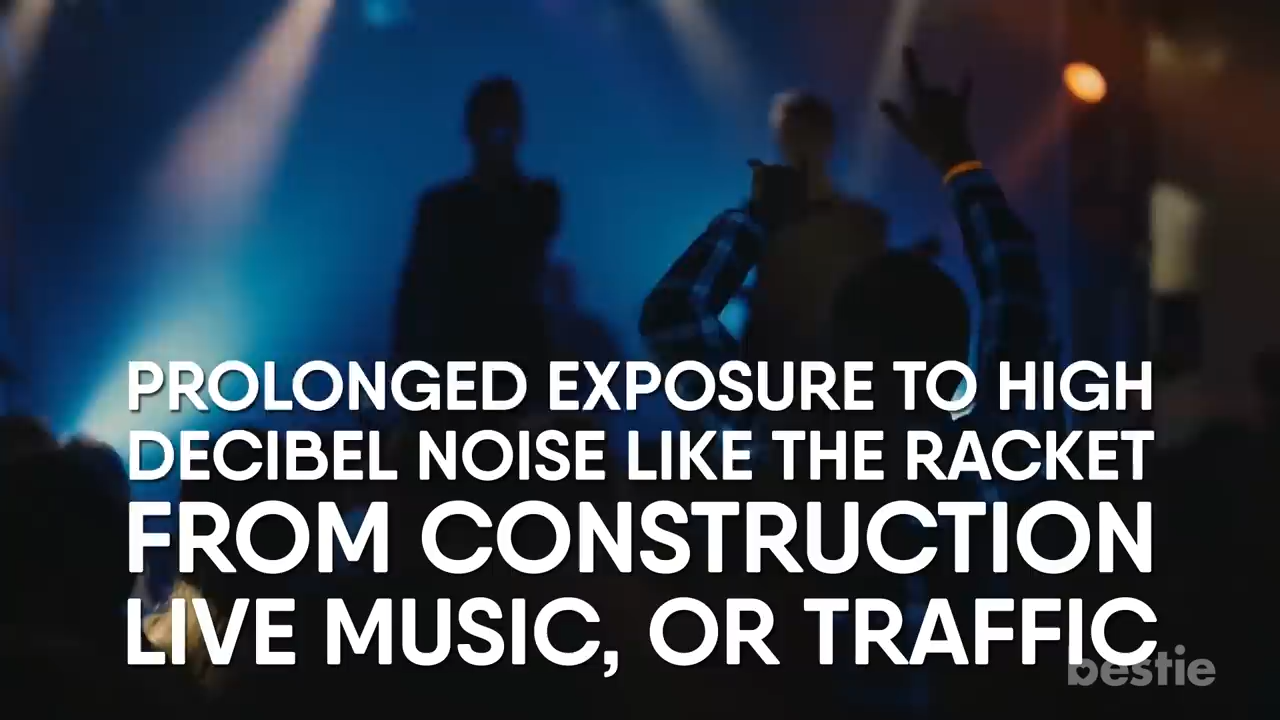 PROLONGED EXPOSURE TO HIGH
DECIBEL NOISE LIKE THE RACKET
FROM CONSTRUCTION
LIVE MUSIC, OR TRAFFIC
bestie